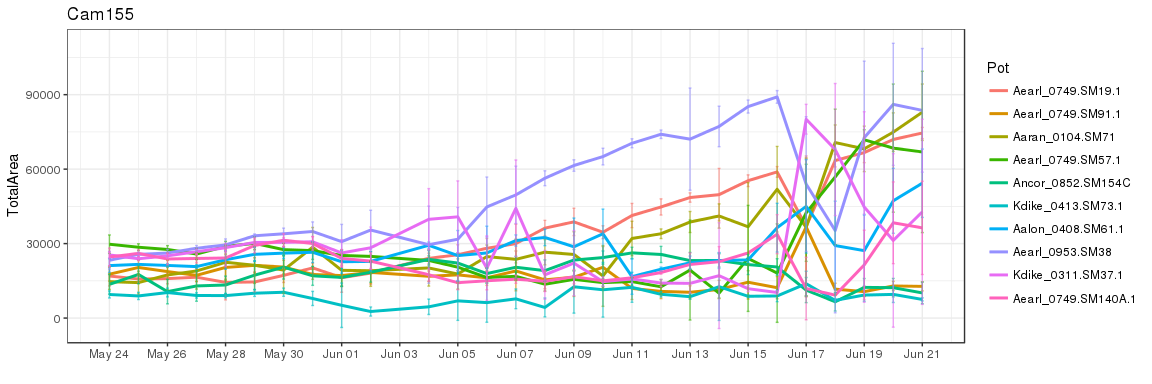 Cam155
TotalArea
90000
60000
30000
0
May 24 May 26 May 28 May 30 Jun 01 Jun 03 Jun 05 Jun 07 Jun 09 Jun 11 Jun 13 Jun 15 Jun 17 Jun 19 Jun 21
Pot
Aearl_0749.SM19.1
Aearl_0749.SM91.1
Aaran_0104.SM71
Aearl_0749.SM57.1
Ancor_0852.SM154C
Kdike_0413.SM73.1
Aalon_0408.SM61.1
Aearl_0953.SM38
Kdike_0311.SM37.1
Aearl_0749.SM140A.1